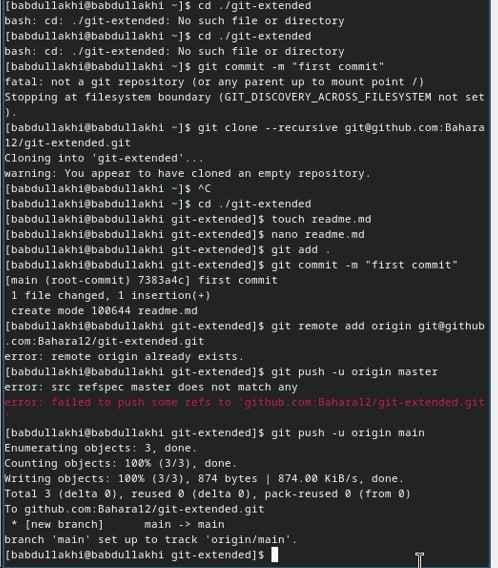 [babdullakhi@babdullakhi ~]$ cd ./git-extended
bash: cd: ./git-extended: No such file or directory
[babdullakhi@babdullakhi ~]$ cd ./git-extended
bash: cd: ./git-extended: No such file or directory
[babdullakhi@babdullakhi ~]$ git commit -m "first commit"
fatal: not a git repository (or any parent up to mount point /)
Stopping at filesystem boundary (GIT_DISCOVERY_ACROSS_FILESYSTEM not set
).
[babdullakhi@babdullakhi ~]$ git clone --recursive git@github.com:Bahara
12/git-extended.git
Cloning into 'git-extended'...
warning: You appear to have cloned an empty repository.
[babdullakhi@babdullakhi ~]$ ^C
[babdullakhi@babdullakhi ~]$ cd ./git-extended
[babdullakhi@babdullakhi git-extended]$ touch readme.md
[babdullakhi@babdullakhi git-extended]$ nano readme.md
[babdullakhi@babdullakhi git-extended]$ git add .
[babdullakhi@babdullakhi git-extended]$ git commit -m "first commit"
[main (root-commit) 7383a4c] first commit
 1 file changed, 1 insertion(+)
 create mode 100644 readme.md
[babdullakhi@babdullakhi git-extended]$ git remote add origin git@github
.com:Bahara12/git-extended.git
error: remote origin already exists.
[babdullakhi@babdullakhi git-extended]$ git push -u origin master
error: src refspec master does not match any
error: failed to push some refs to 'github.com:Bahara12/git-extended.git
'
[babdullakhi@babdullakhi git-extended]$ git push -u origin main
Enumerating objects: 3, done.
Counting objects: 100% (3/3), done.
Writing objects: 100% (3/3), 874 bytes | 874.00 KiB/s, done.
Total 3 (delta 0), reused 0 (delta 0), pack-reused 0 (from 0)
To github.com:Bahara12/git-extended.git
 * [new branch]      main -> main
branch 'main' set up to track 'origin/main'.
[babdullakhi@babdullakhi git-extended]$